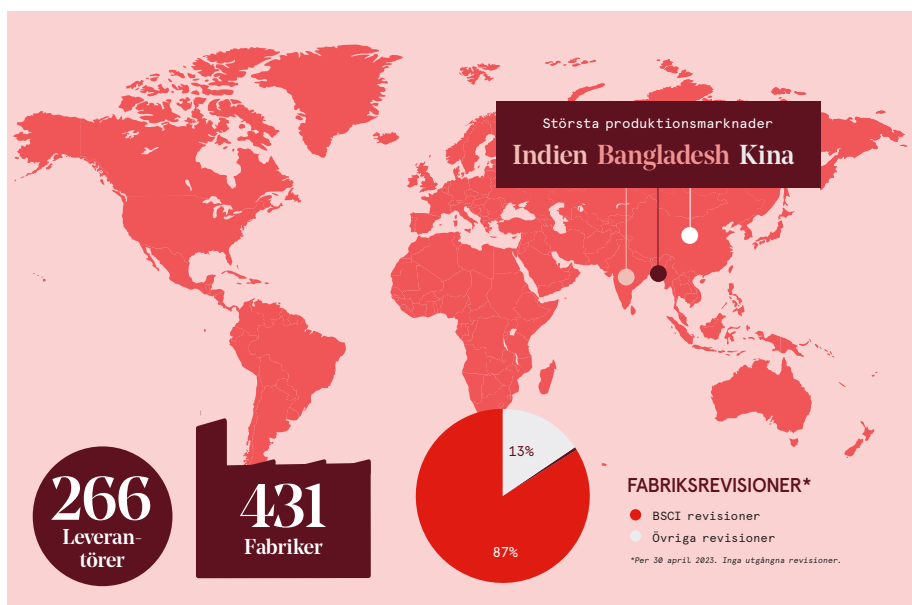 Största produktionsmarknader
Indien Bangladesh Kina
266
Leveran-
törer
431
Fabriker
13%
87%
FABRIKSREVISIONER*
BSCI revisioner
Övriga revisioner
*Per 30 april 2023. Inga utgångna revisioner.